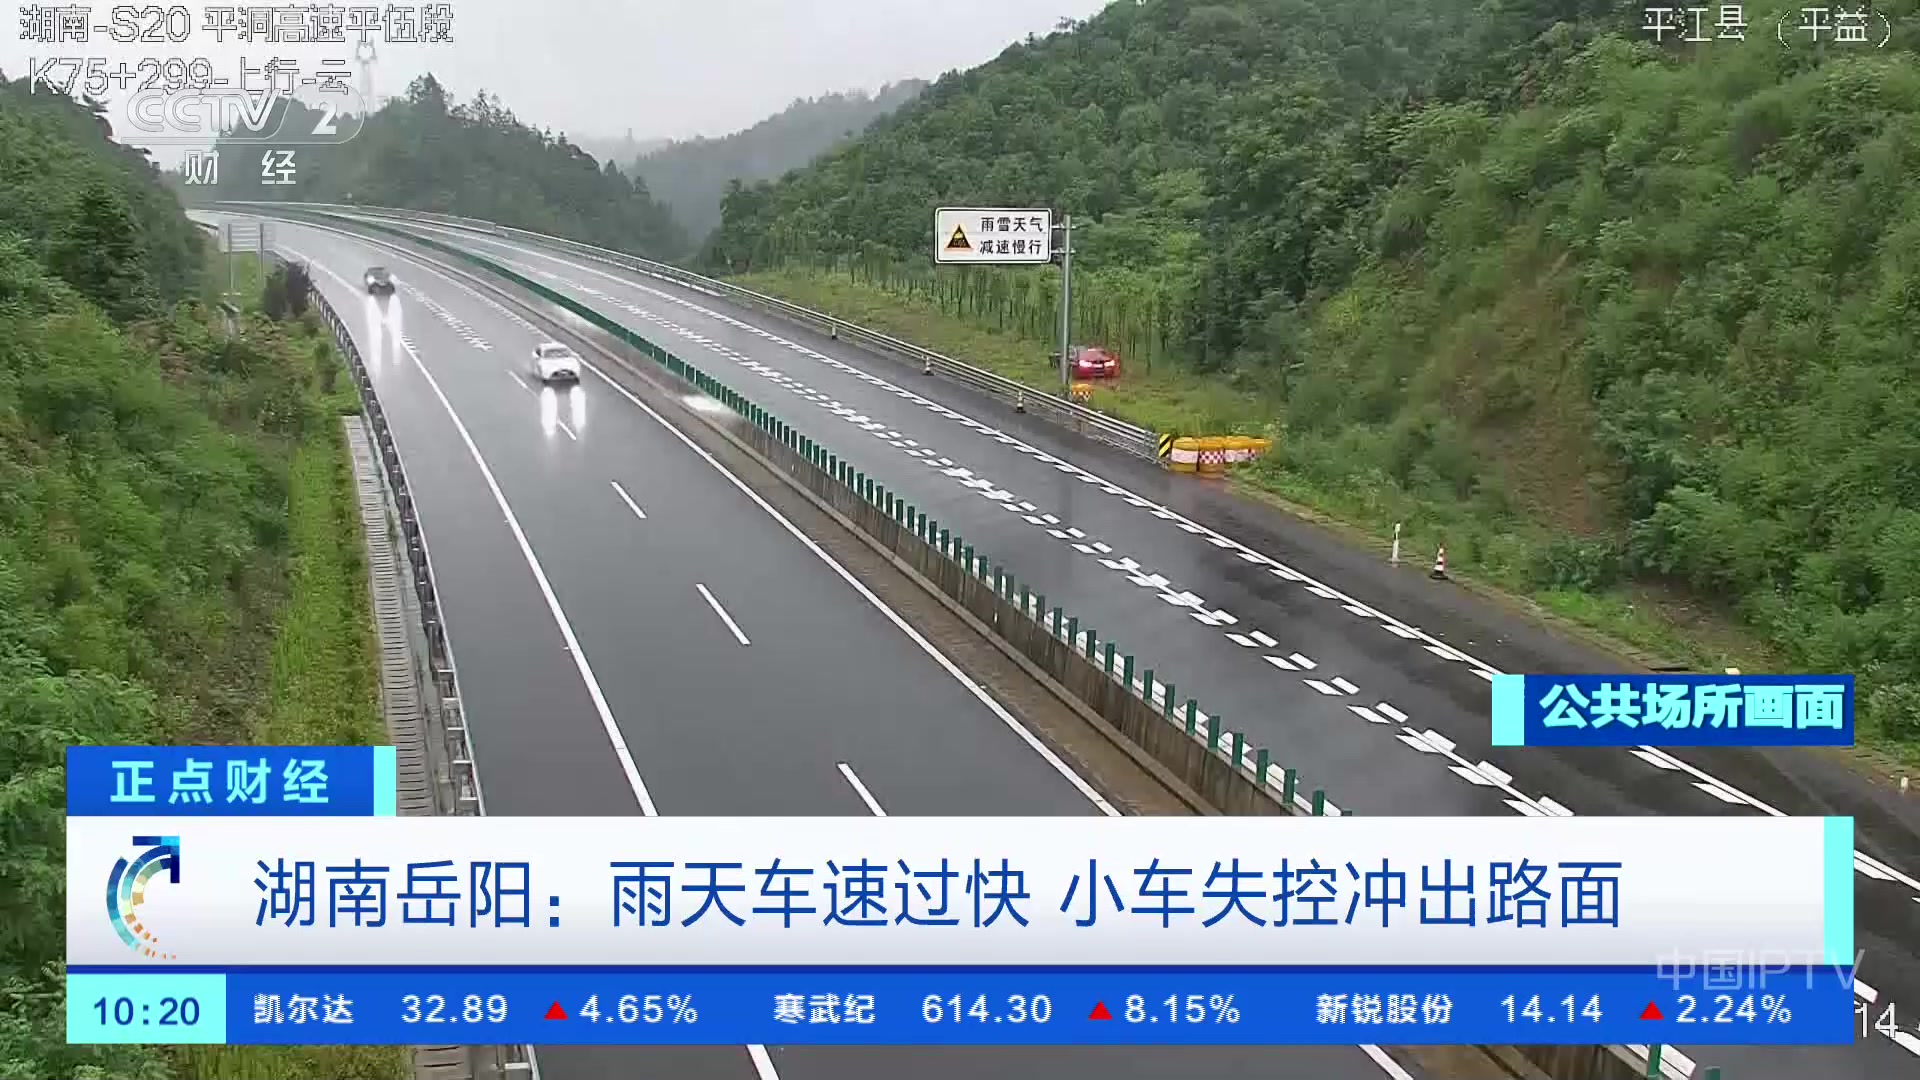 湖南-S20 平洞高速平伍段
平江县 （平益）
K75+299-上行-云
CCTV 2
财 经
雨雪天气
减速慢行
公共场所画面
正点财经
湖南岳阳：雨天车速过快 小车失控冲出路面
中国IPTV
10:20 凯尔达 32.89 ▲ 4.65% 寒武纪 614.30 ▲ 8.15% 新锐股份 14.14 ▲ 2.24%
14